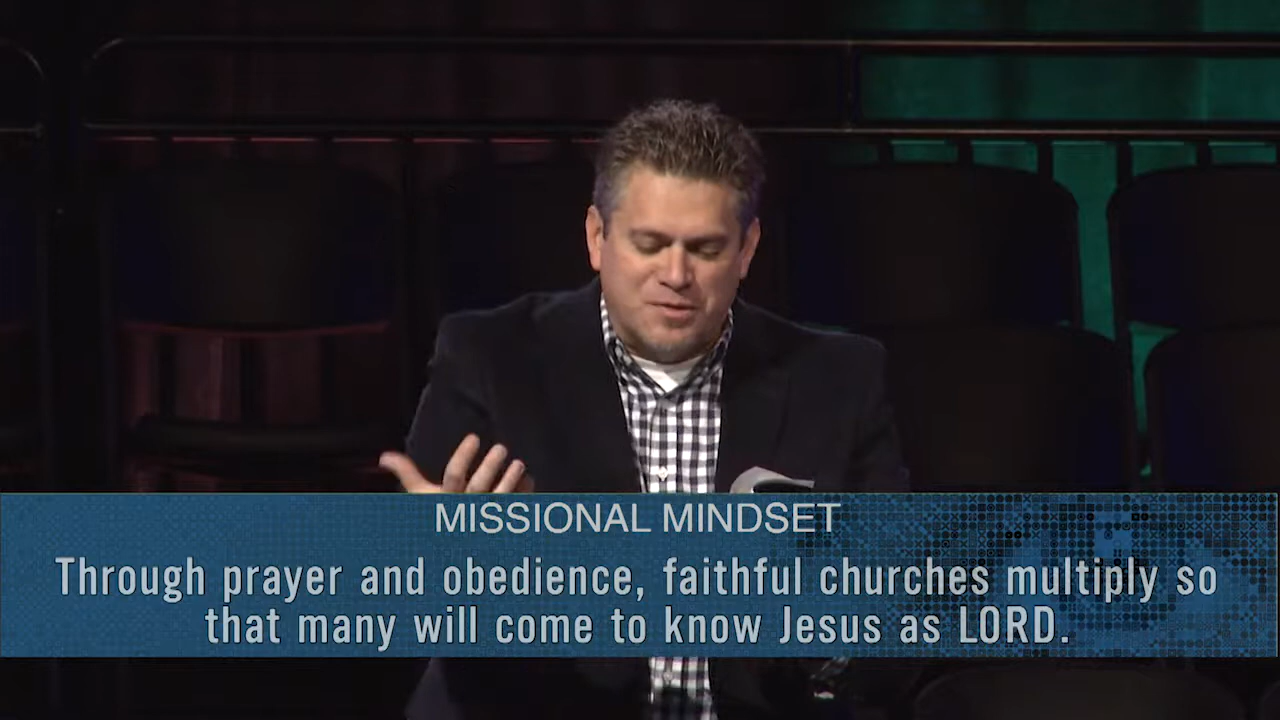 MISSIONAL MINDSET
Through prayer and obedience, faithful churches multiply so
that many will come to know Jesus as LORD.